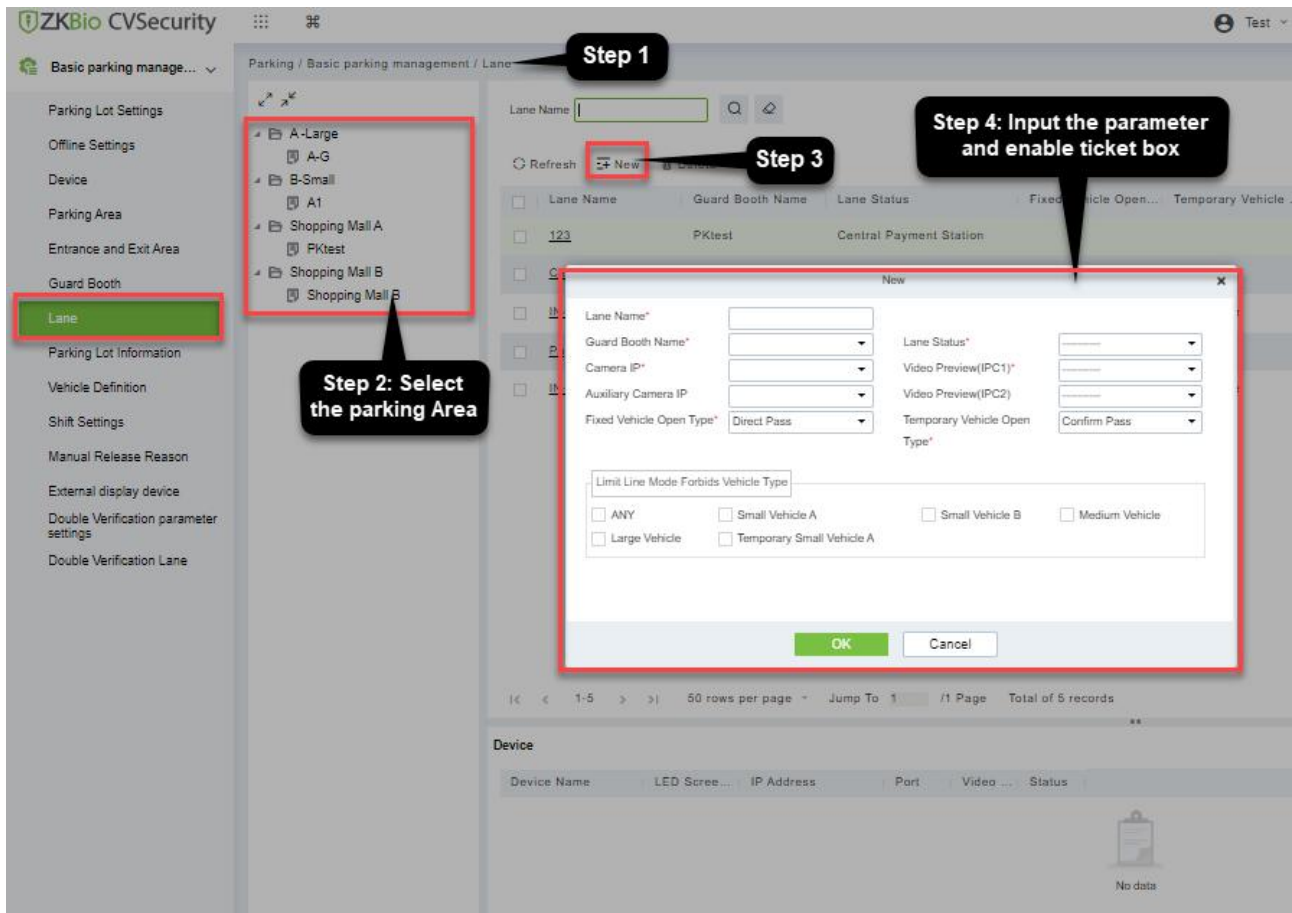 ZKBio CVSecurity
Test
Basic parking manage...
Parking / Basic parking management / Lane
Step 1
Parking Lot Settings
Offline Settings
Device
Parking Area
Entrance and Exit Area
Guard Booth
Lane
Parking Lot Information
Vehicle Definition
Shift Settings
Manual Release Reason
External display device
Double Verification parameter
settings
Double Verification Lane
A-Large
A-G
B-Small
A1
Shopping Mall A
PKtest
Shopping Mall B
Shopping Mall B
Step 2: Select
the parking Area
Lane Name
Refresh New
Step 3
Step 4: Input the parameter
and enable ticket box
Lane Name Guard Booth Name Lane Status Open... Temporary Vehicle
123 PKtest Central Payment Station
New
Lane Name*
Guard Booth Name* Lane Status*
Camera IP* Video Preview(IPC1)*
Auxiliary Camera IP Video Preview(IPC2)
Fixed Vehicle Open Type* Direct Pass Temporary Vehicle Open Confirm Pass
Type*
Limit Line Mode Forbids Vehicle Type
ANY Small Vehicle A Small Vehicle B Medium Vehicle
Large Vehicle Temporary Small Vehicle A
OK Cancel
1-5 50 rows per page Jump To 1 /1 Page Total of 5 records
Device
Device Name LED Scree... IP Address Port Video ... Status
No data